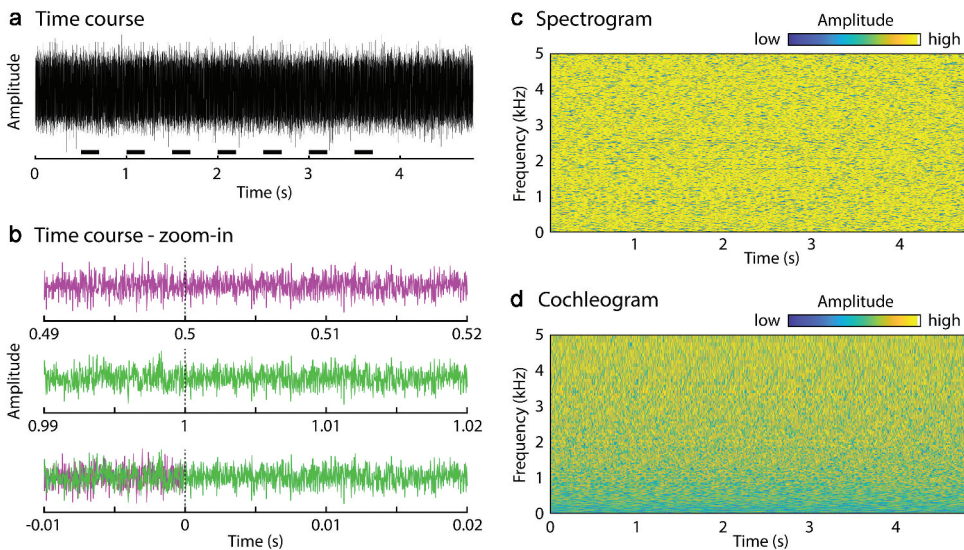 a Time course
Amplitude
0 1 2 3 4
Time (s)
b Time course - zoom-in
Amplitude
0.49 0.5 0.51 0.52
0.99 1 1.01 1.02
-0.01 0 0.01 0.02
Time (s)
c Spectrogram
Amplitude
low high
Frequency (kHz)
5
4
3
2
1
0
1 2 3 4
Time (s)
d Cochleogram
Amplitude
low high
Frequency (kHz)
5
4
3
2
1
0
0 1 2 3 4
Time (s)